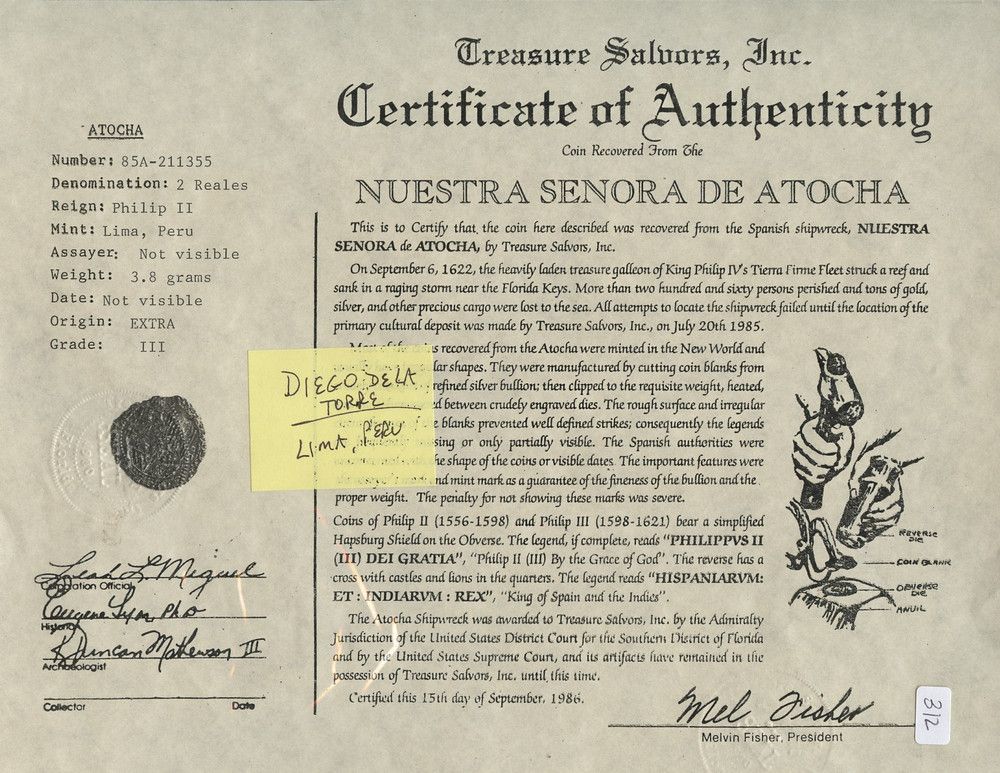 Treasure Salvors, Inc.
Certificate of Authenticity
Coin Recovered From The
NUESTRA SENORA DE ATOCHA
ATOCHA
Number: 85A-211355
Denomination: 2 Reales
Reign: Philip II
Mint: Lima, Peru
Assayer: Not visible
Weight: 3.8 grams
Date: Not visible
Origin: EXTRA
Grade: III
This is to Certify that the coin here described was recovered from the Spanish shipwreck, NUESTRA
SENORA de ATOCHA, by Treasure Salvors, Inc.
On September 6, 1622, the heavily laden treasure galleon of King Philip IV's Tierra Firme Fleet struck a reef and
sank in a raging storm near the Florida Keys. More than two hundred and sixty persons perished and tons of gold,
silver, and other precious cargo were lost to the sea. All attempts to locate the shipwreck failed until the location of the
primary cultural deposit was made by Treasure Salvors, Inc., on July 20th 1985.
recovered from the Atocha were minted in the New World and
shapes. They were manufactured by cutting coin blanks from
refined silver bullion; then clipped to the requisite weight, heated,
between crudely engraved dies. The rough surface and irregular
blanks prevented well defined strikes; consequently the legends
or only partially visible. The Spanish authorities were
the shape of the coins or visible dates. The important features were
and mint mark as a guarantee of the fineness of the bullion and the
proper weight. The penalty for not showing these marks was severe.
DIEGO DE LA
TORRE
LIMA, PERU
Coins of Philip II (1556-1598) and Philip III (1598-1621) bear a simplified
Hapsburg Shield on the Obverse. The legend, if complete, reads "PHILIPPVS II
(III) DEI GRATIA", "Philip II (III) By the Grace of God". The reverse has a
cross with castles and lions in the quarters. The legend reads "HISPANIARVM:
ET : INDIARVM : REX", "King of Spain and the Indies".
The Atocha Shipwreck was awarded to Treasure Salvors, Inc. by the Admiralty
Jurisdiction of the United States District Court for the Southern District of Florida
and by the United States Supreme Court, and its artifacts have remained in the
possession of Treasure Salvors, Inc. until this time.
Certified this 15th day of September, 1986.
REVERSE
DIE
COIN BLANK
OBVERSE
DIE
ANVIL
Leah L Miguel
Corporation Official
Eugene Lyon PhD
Historian
R Duncan Mathewson III
Archaeologist
Collector Date
Mel Fisher
Melvin Fisher, President
312